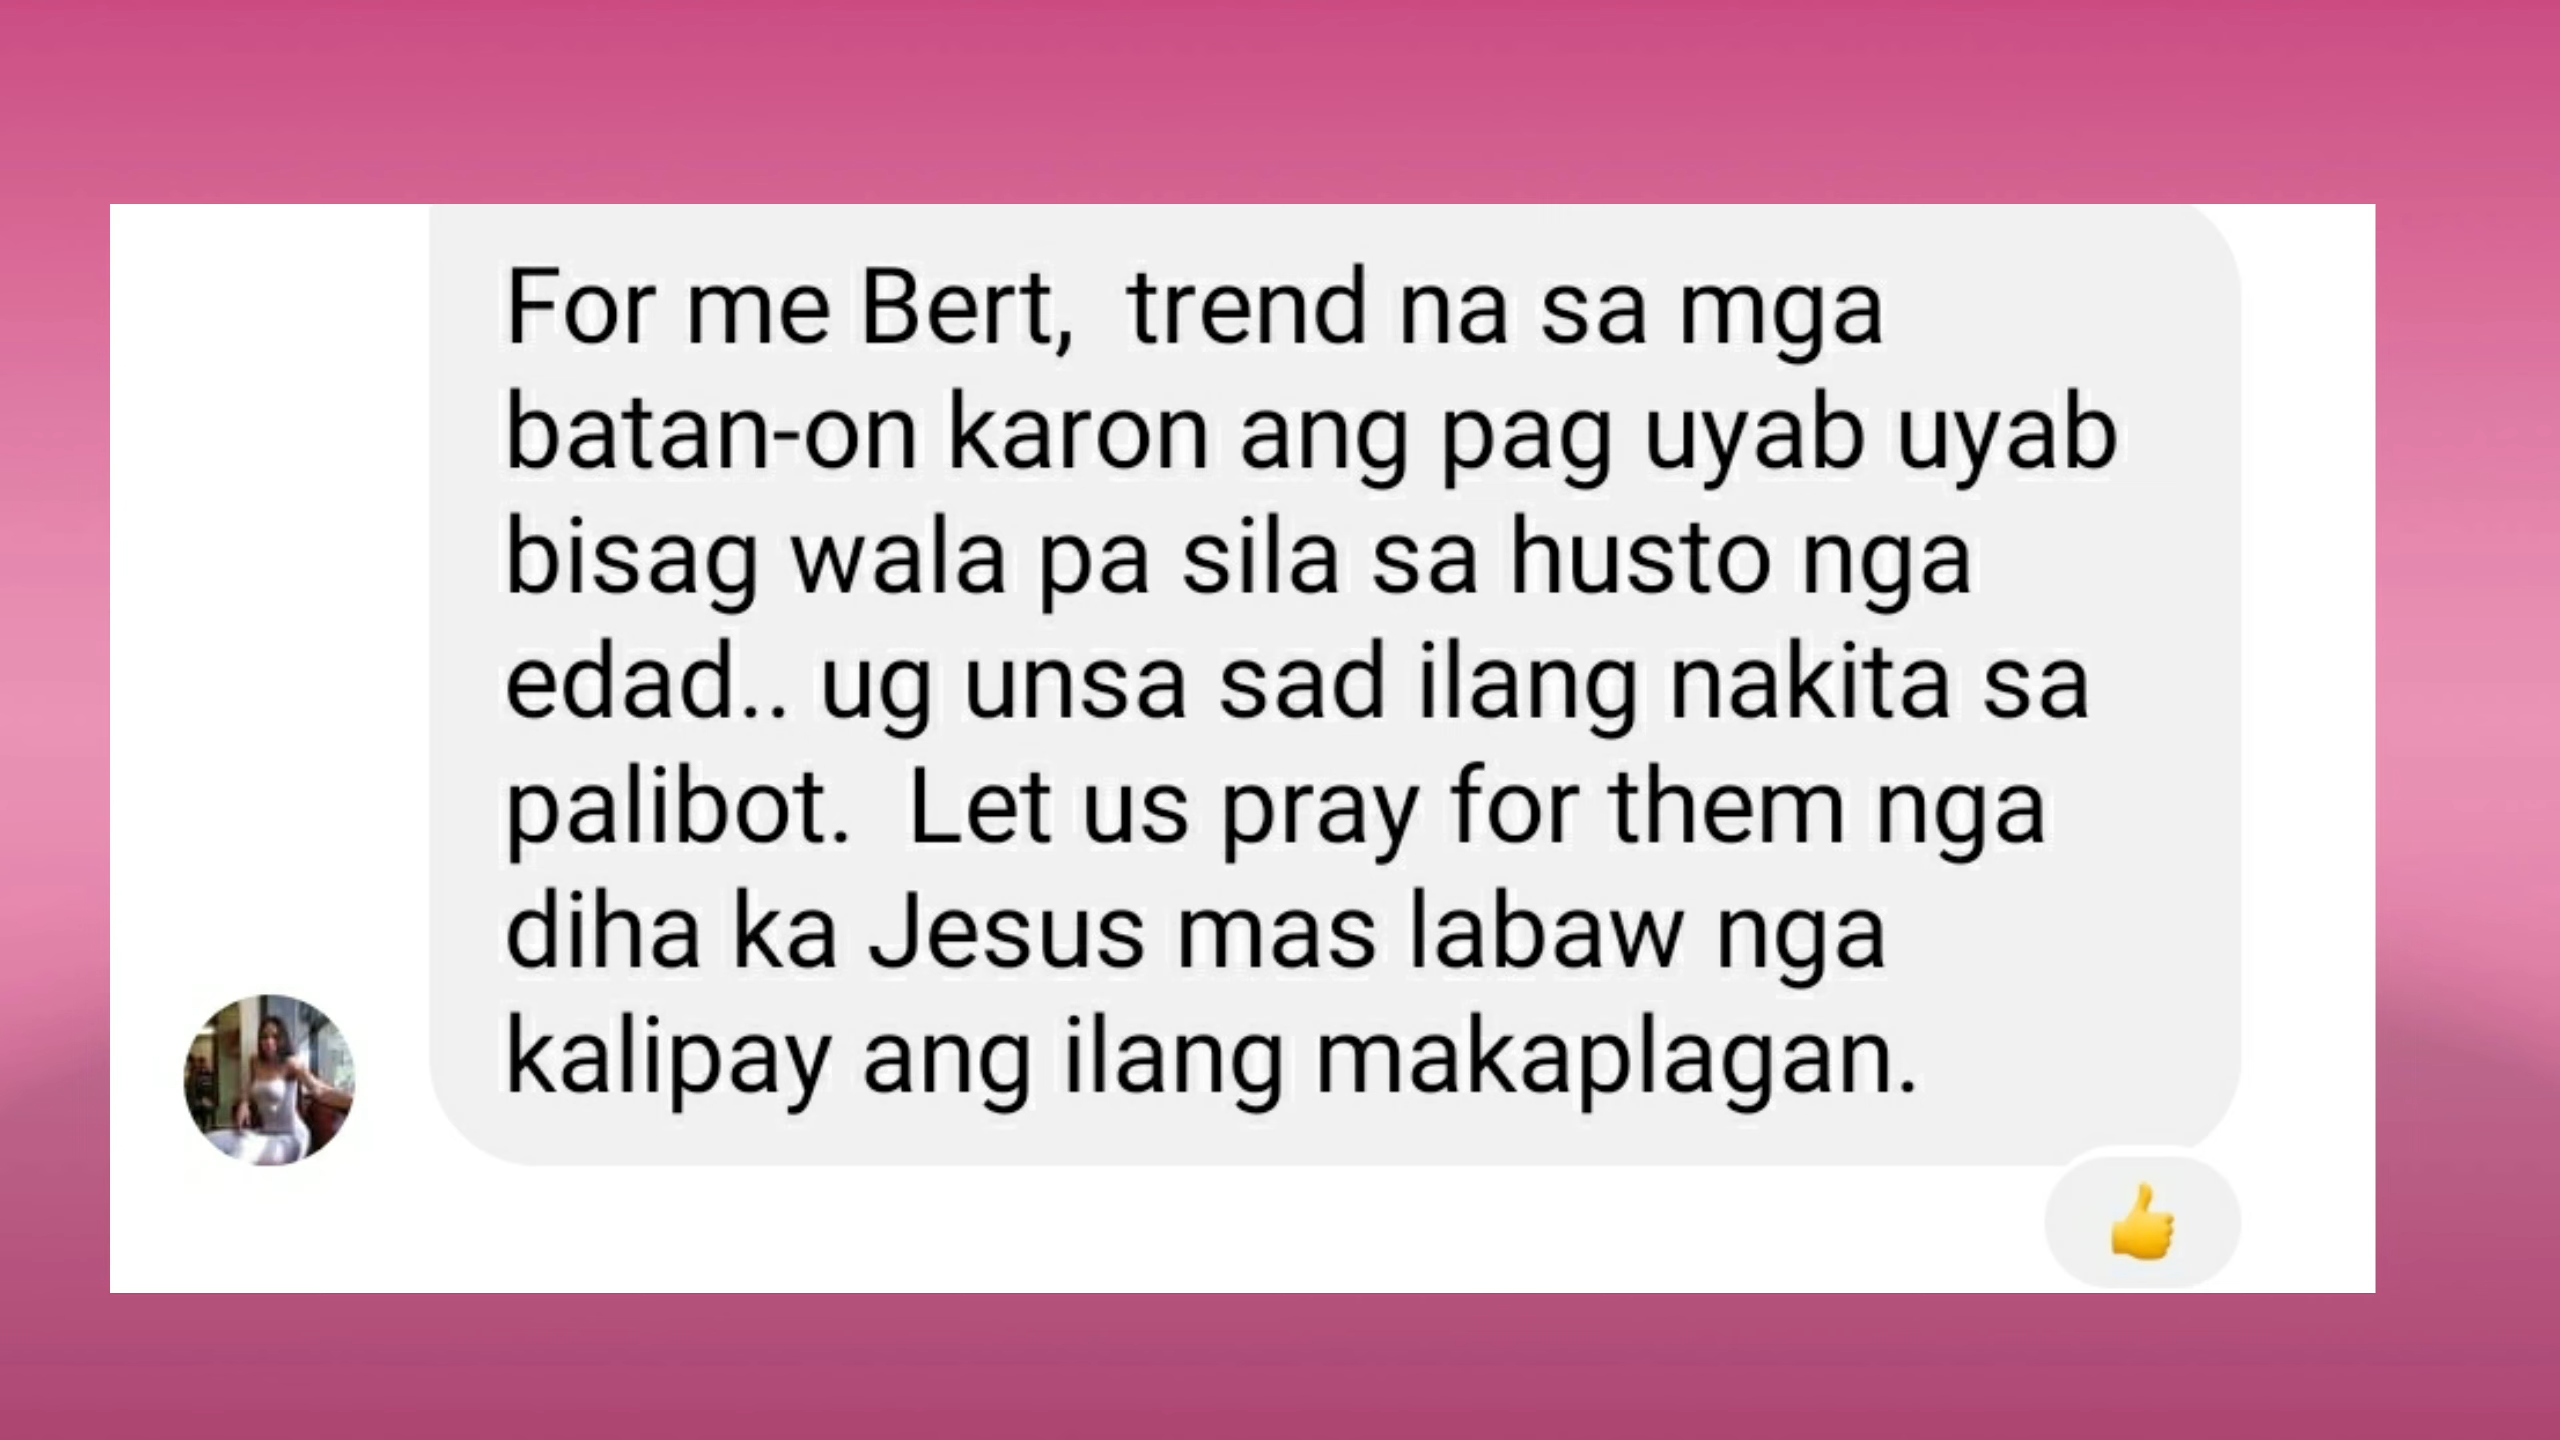 For me Bert,  trend na sa mga
batan-on karon ang pag uyab uyab
bisag wala pa sila sa husto nga
edad.. ug unsa sad ilang nakita sa
palibot.  Let us pray for them nga
diha ka Jesus mas labaw nga
kalipay ang ilang makaplagan.